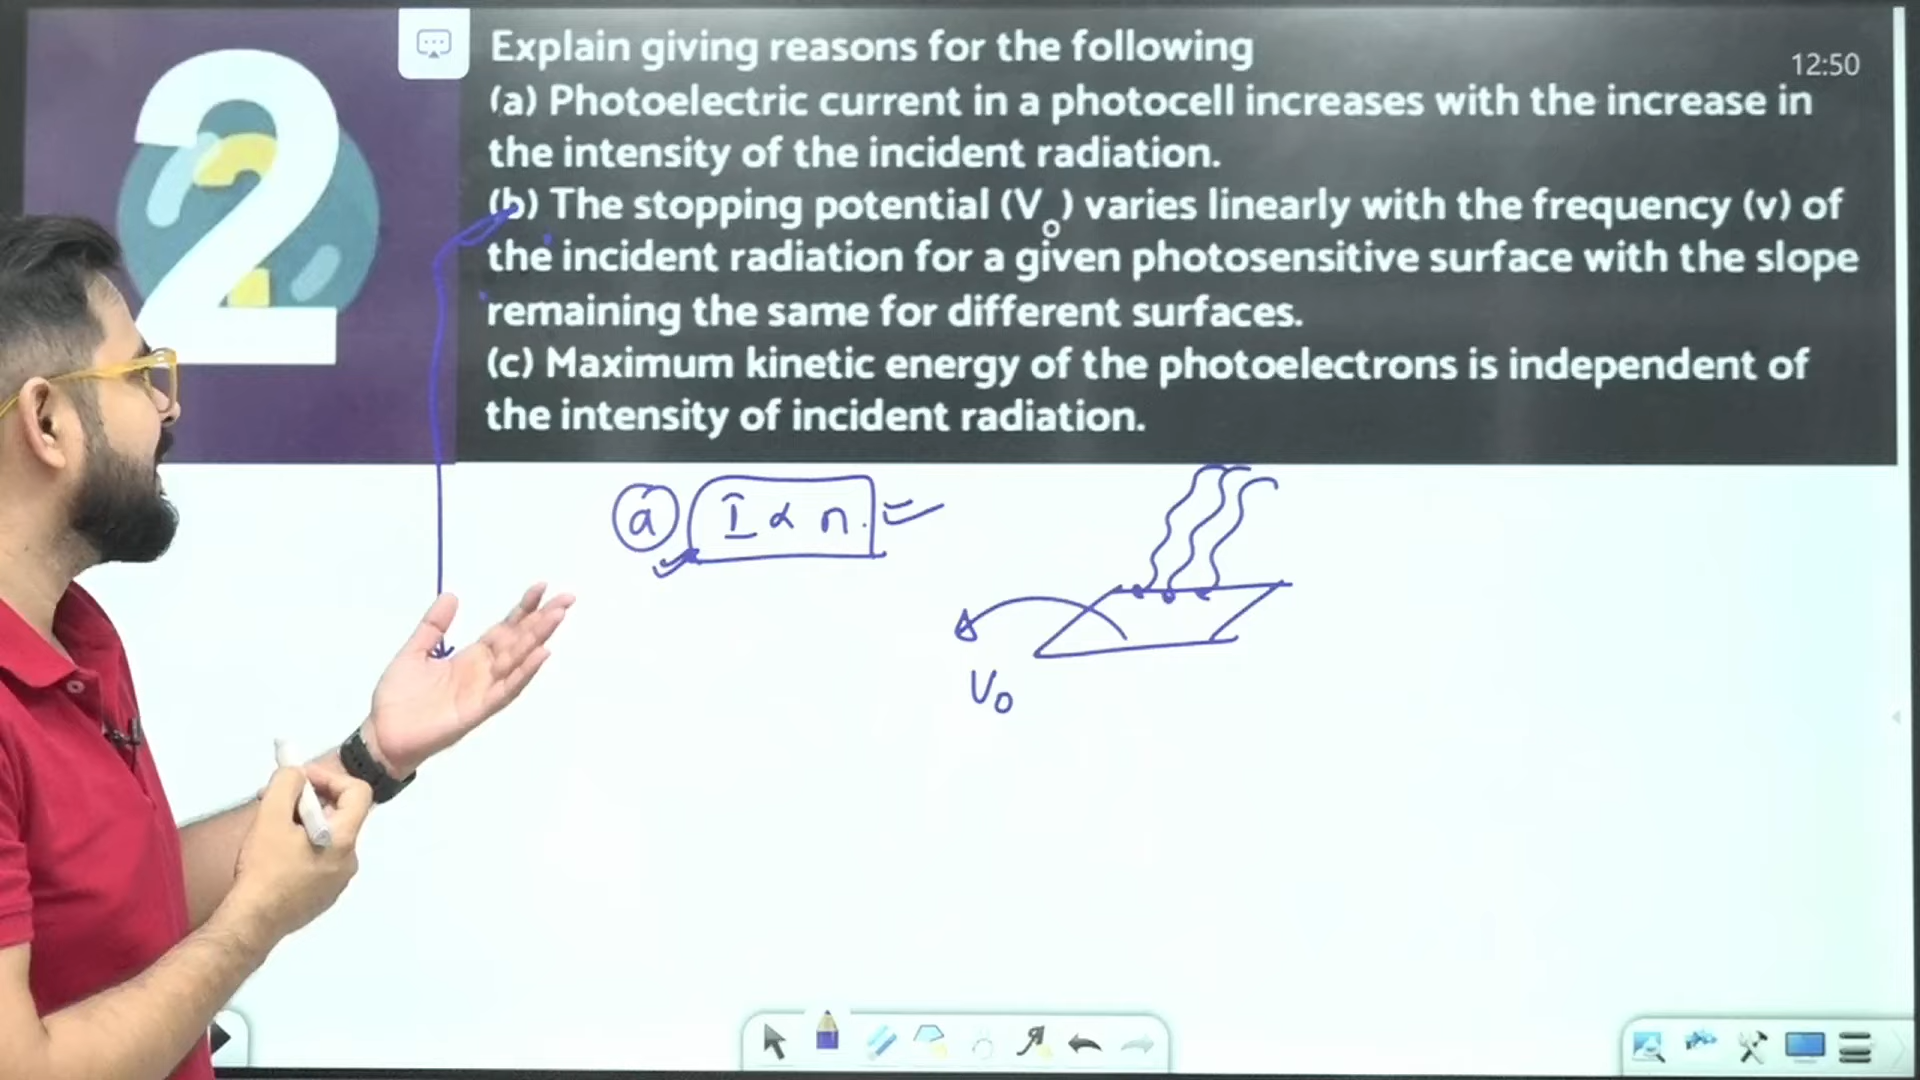 2
Explain giving reasons for the following
12:50
(a) Photoelectric current in a photocell increases with the increase in
the intensity of the incident radiation.
(b) The stopping potential (Vo) varies linearly with the frequency (v) of
the incident radiation for a given photosensitive surface with the slope
remaining the same for different surfaces.
(c) Maximum kinetic energy of the photoelectrons is independent of
the intensity of incident radiation.
a I ∝ n.
V0